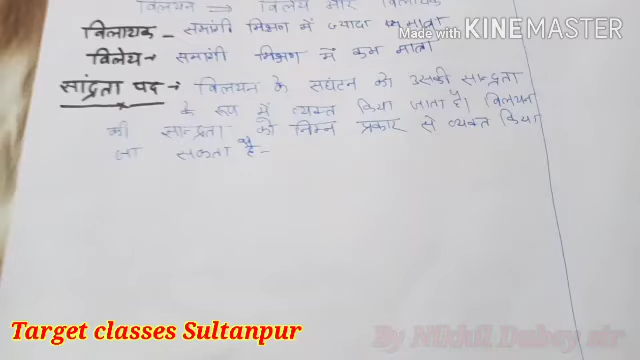 विलयन → विलेय और विलायक
Made with
KINEMASTER
विलायक - समांगी मिश्रण में ज्यादा मात्रा
विलेय → समांगी मिश्रण में कम मात्रा
सांद्रता पद → विलयन के संघटन को उसकी सान्द्रता
के रूप में व्यक्त किया जाता है। विलयन
की सान्द्रता को निम्न प्रकार से व्यक्त किया
जा सकता है-
Target classes Sultanpur
By Nikhil Dubey sir